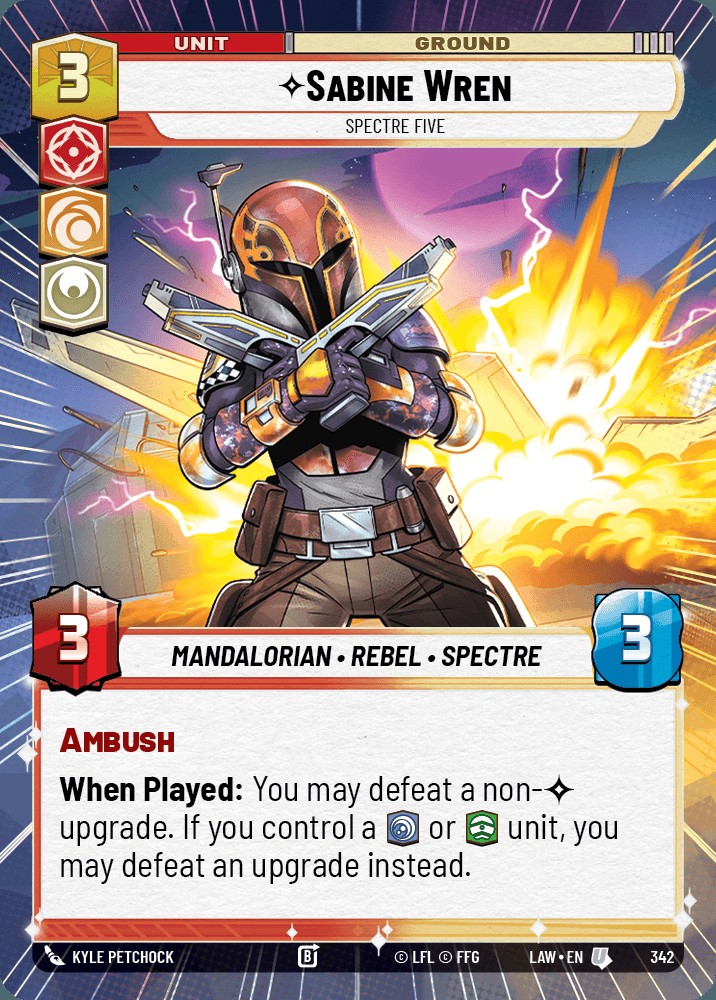 UNIT GROUND
3 ✧SABINE WREN
SPECTRE FIVE
3 MANDALORIAN • REBEL • SPECTRE 3
AMBUSH
When Played: You may defeat a non-✧
upgrade. If you control a or unit, you
may defeat an upgrade instead.
KYLE PETCHOCK B © LFL © FFG LAW • EN U 342